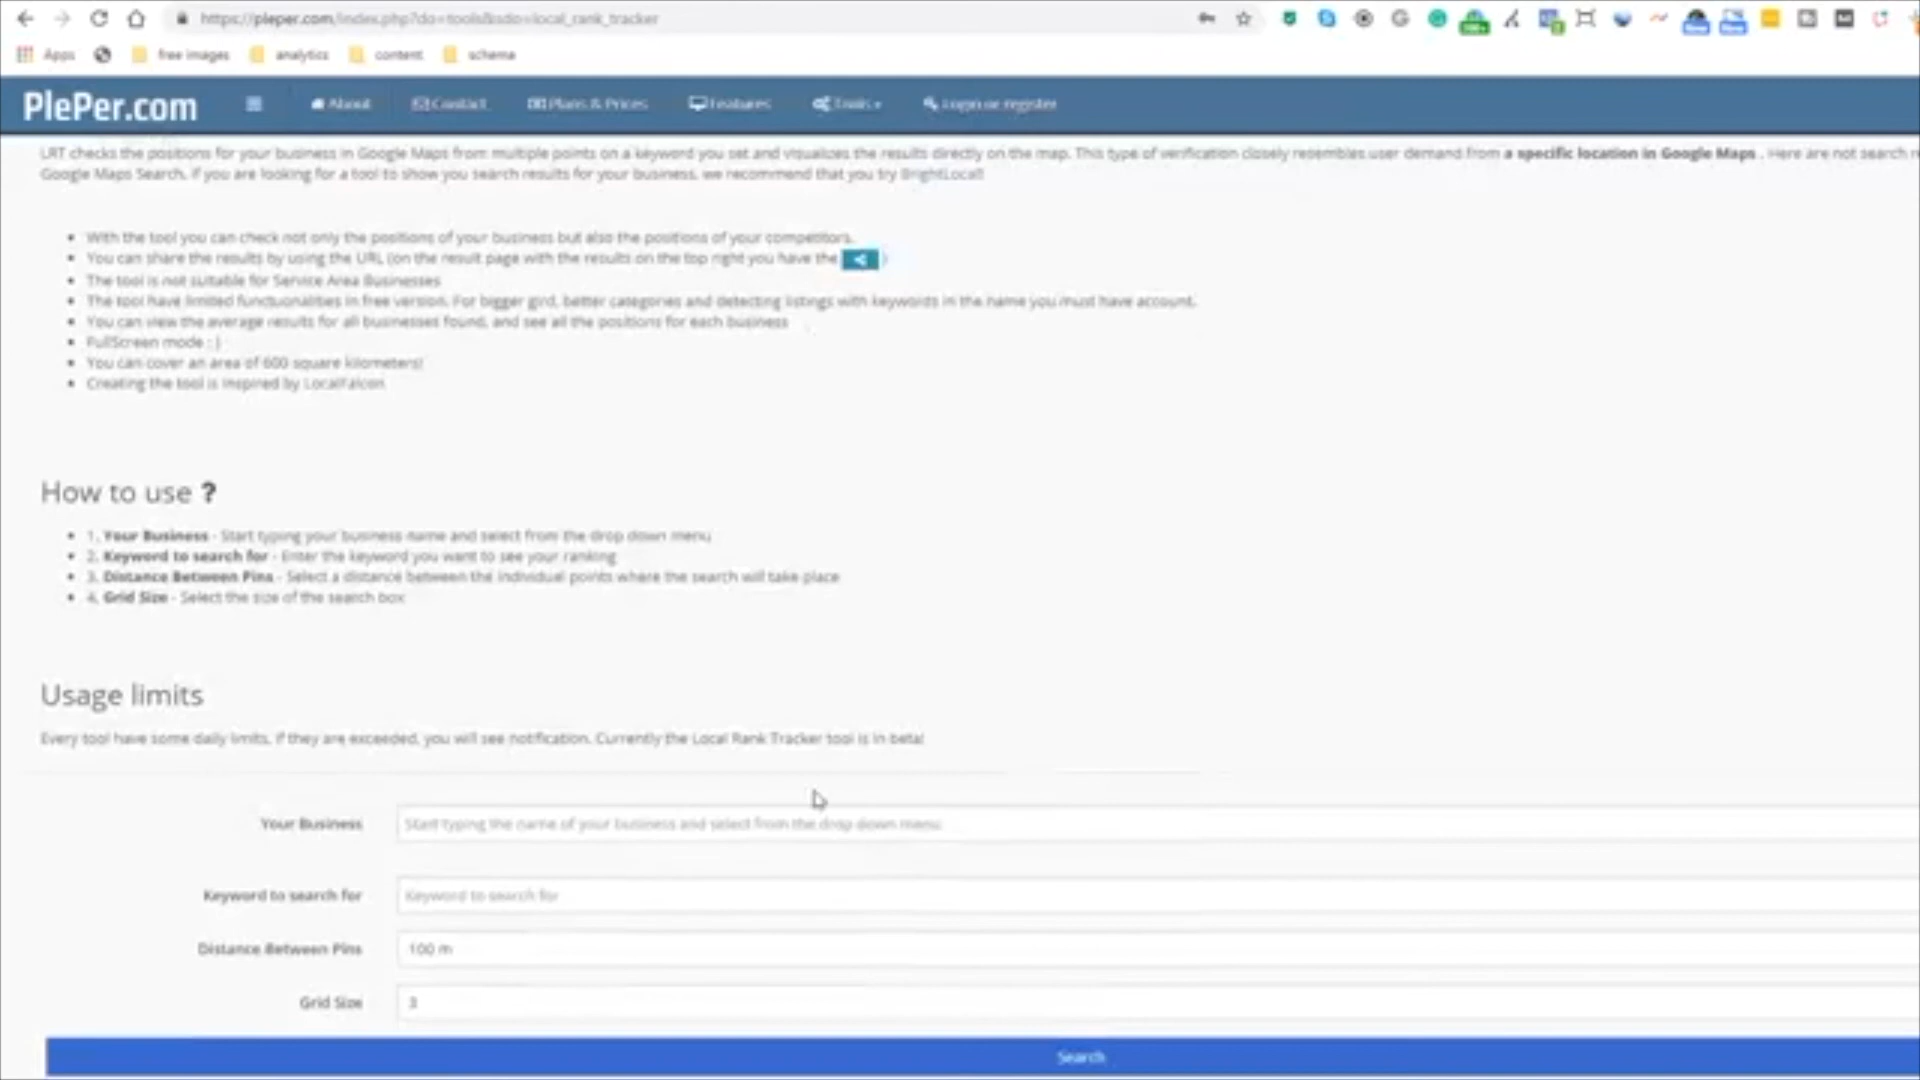 https://pleper.com/index.php?do=tools&sdo=local_rank_tracker
Apps free images analytics content schema
PlePer.com About Contact Plans & Prices Features Tools Login or register
LRT checks the positions for your business in Google Maps from multiple points on a keyword you set and visualizes the results directly on the map. This type of verification closely resembles user demand from a specific location in Google Maps . Here are not search
Google Maps Search, if you are looking for a tool to show you search results for your business, we recommend that you try BrightLocal!
With the tool you can check not only the positions of your business but also the positions of your competitors.
You can share the results by using the URL (on the result page with the results on the top right you have the )
The tool is not suitable for Service Area Businesses
The tool have limited functuonalities in free version. For bigger gird, better categories and detecting listings with keywords in the name you must have account.
You can view the average results for all businesses found, and see all the positions for each business
FullScreen mode : )
You can cover an area of 600 square kilometers!
Creating the tool is inspired by LocalFalcon
How to use ?
1. Your Business - Start typing your business name and select from the drop down menu
2. Keyword to search for - Enter the keyword you want to see your ranking
3. Distance Between Pins - Select a distance between the individual points where the search will take place
4. Grid Size - Select the size of the search box
Usage limits
Every tool have some daily limits, if they are exceeded, you will see notification. Currently the Local Rank Tracker tool is in beta!
Your Business Start typing the name of your business and select from the drop down menu
Keyword to search for Keyword to search for
Distance Between Pins 100 m
Grid Size 3
Search